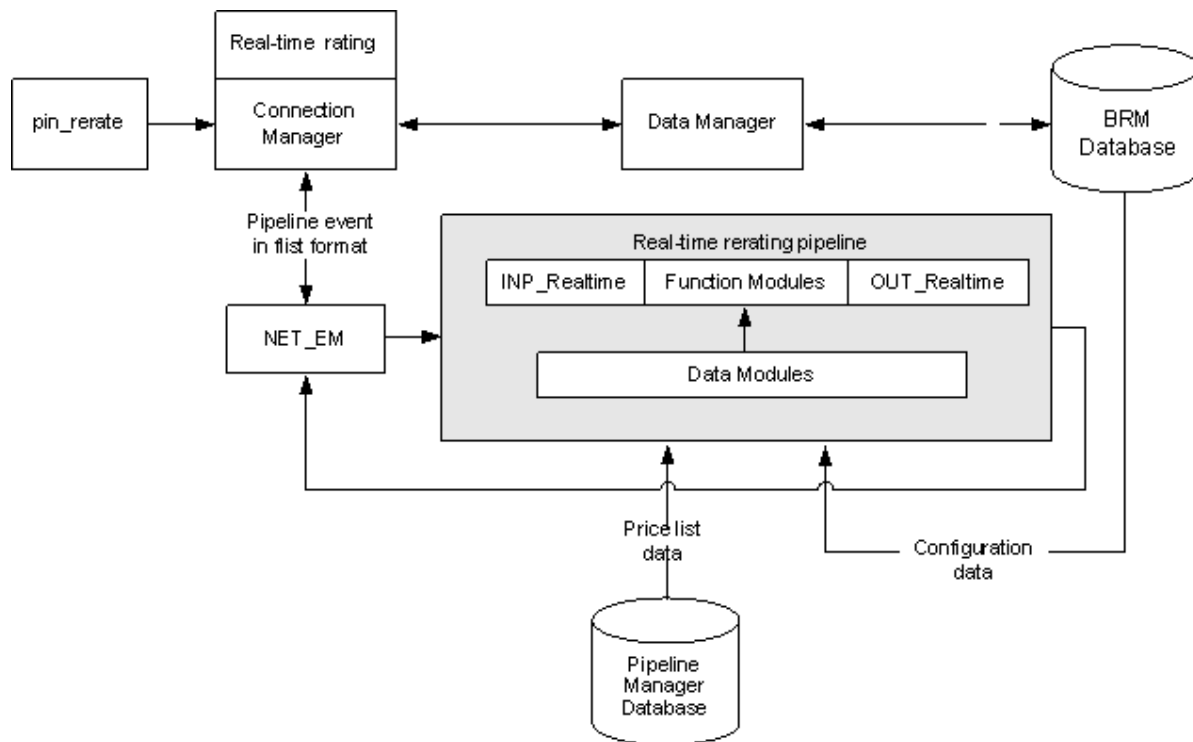 Real-time rating
pin_rerate
Connection
Manager
Data Manager
BRM
Database
Pipeline event
in flist format
Real-time rerating pipeline
INP_Realtime
Function Modules
OUT_Realtime
NET_EM
Data Modules
Price list
data
Configuration
data
Pipeline
Manager
Database